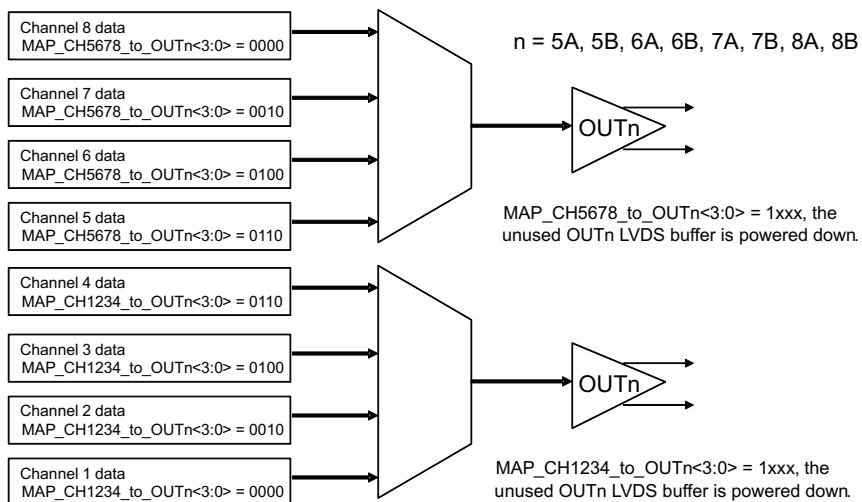 Channel 8 data
MAP_CH5678_to_OUTn<3:0> = 0000
n = 5A, 5B, 6A, 6B, 7A, 7B, 8A, 8B
Channel 7 data
MAP_CH5678_to_OUTn<3:0> = 0010
OUTn
Channel 6 data
MAP_CH5678_to_OUTn<3:0> = 0100
Channel 5 data
MAP_CH5678_to_OUTn<3:0> = 0110
MAP_CH5678_to_OUTn<3:0> = 1xxx, the
unused OUTn LVDS buffer is powered down.
Channel 4 data
MAP_CH1234_to_OUTn<3:0> = 0110
Channel 3 data
MAP_CH1234_to_OUTn<3:0> = 0100
OUTn
Channel 2 data
MAP_CH1234_to_OUTn<3:0> = 0010
Channel 1 data
MAP_CH1234_to_OUTn<3:0> = 0000
MAP_CH1234_to_OUTn<3:0> = 1xxx, the
unused OUTn LVDS buffer is powered down.